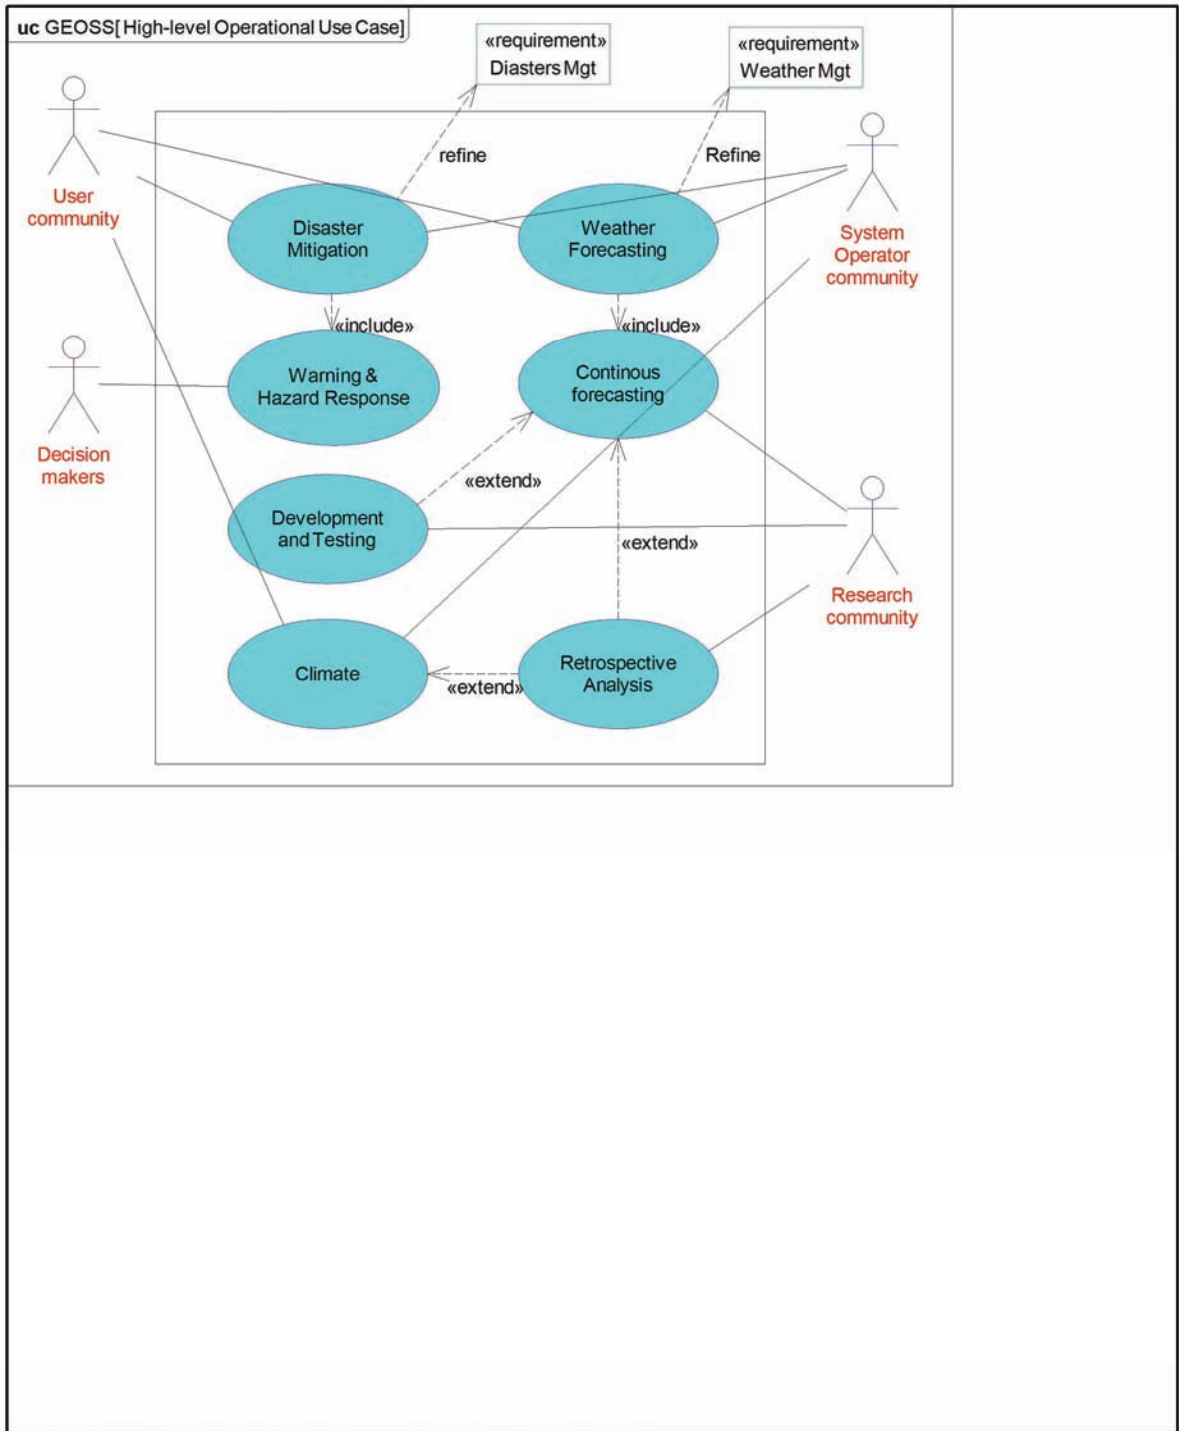 uc GEOSS[ High-level Operational Use Case]
«requirement»
Diasters Mgt
«requirement»
Weather Mgt
refine
Refine
User
community
Disaster
Mitigation
Weather
Forecasting
System
Operator
community
«include»
«include»
Warning &
Hazard Response
Continous
forecasting
Decision
makers
«extend»
Development
and Testing
«extend»
Research
community
Climate
«extend»
Retrospective
Analysis